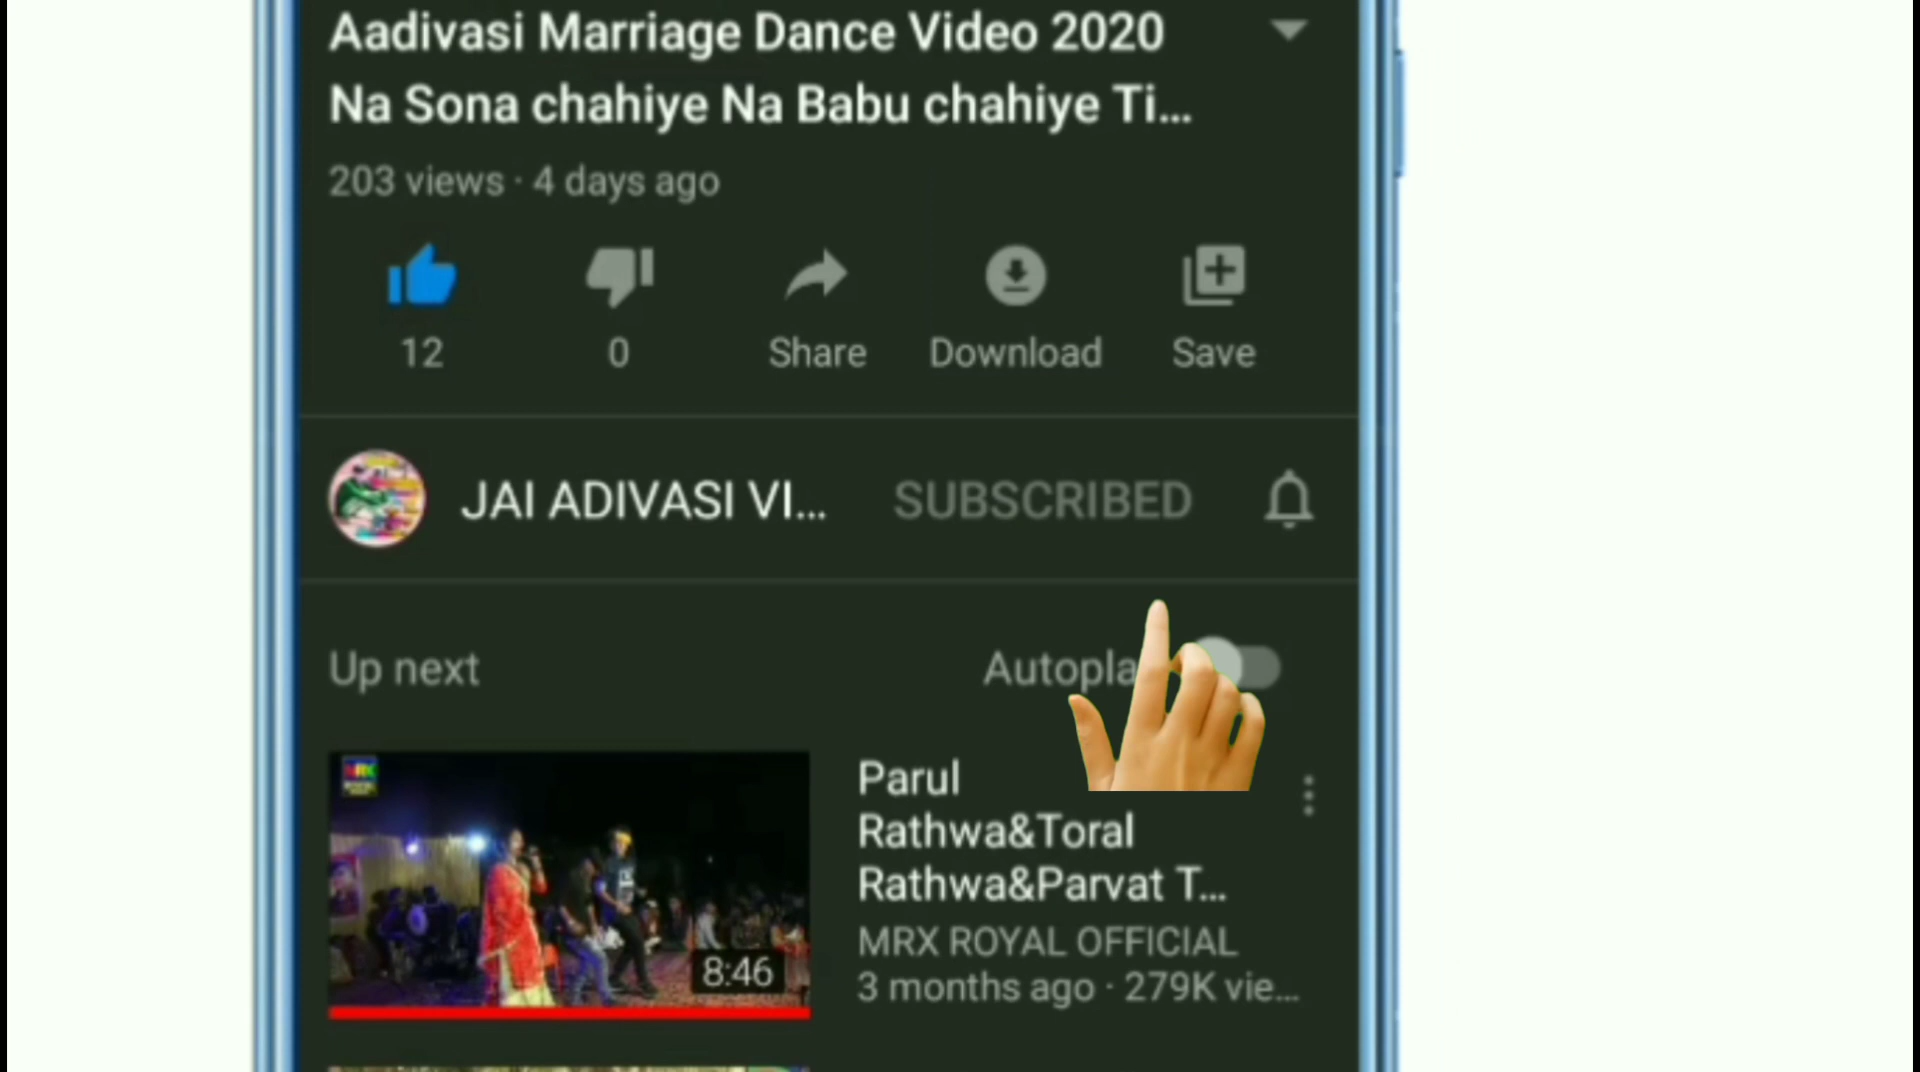 Aadivasi Marriage Dance Video 2020
Na Sona chahiye Na Babu chahiye Ti...
203 views · 4 days ago
12
0
Share
Download
Save
JAI ADIVASI VI...
SUBSCRIBED
Up next
Autopla
Parul
Rathwa&Toral
Rathwa&Parvat T...
MRX ROYAL OFFICIAL
3 months ago · 279K vie...
8:46